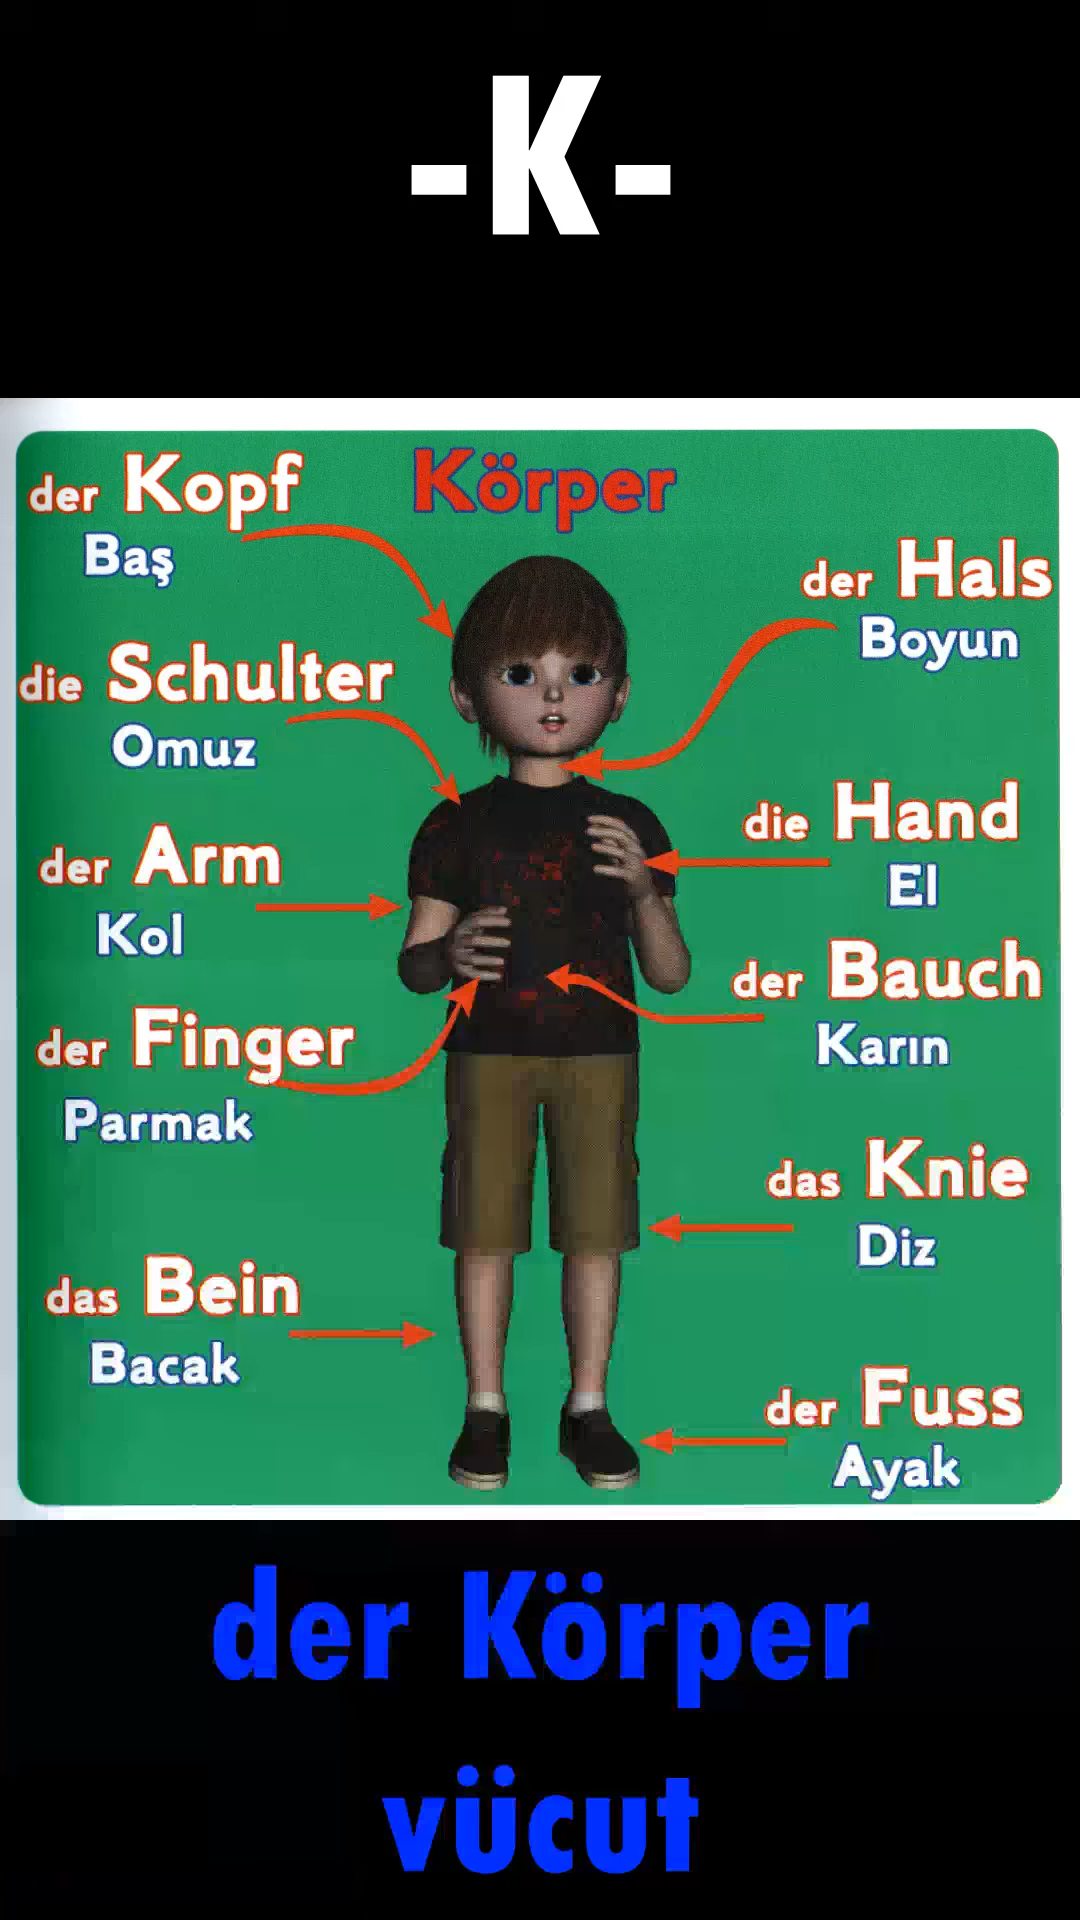 -K-
Körper
der Kopf
Baş
der Hals
Boyun
die Schulter
Omuz
die Hand
El
der Arm
Kol
der Bauch
Karın
der Finger
Parmak
das Knie
Diz
das Bein
Bacak
der Fuss
Ayak
der Körper
vücut